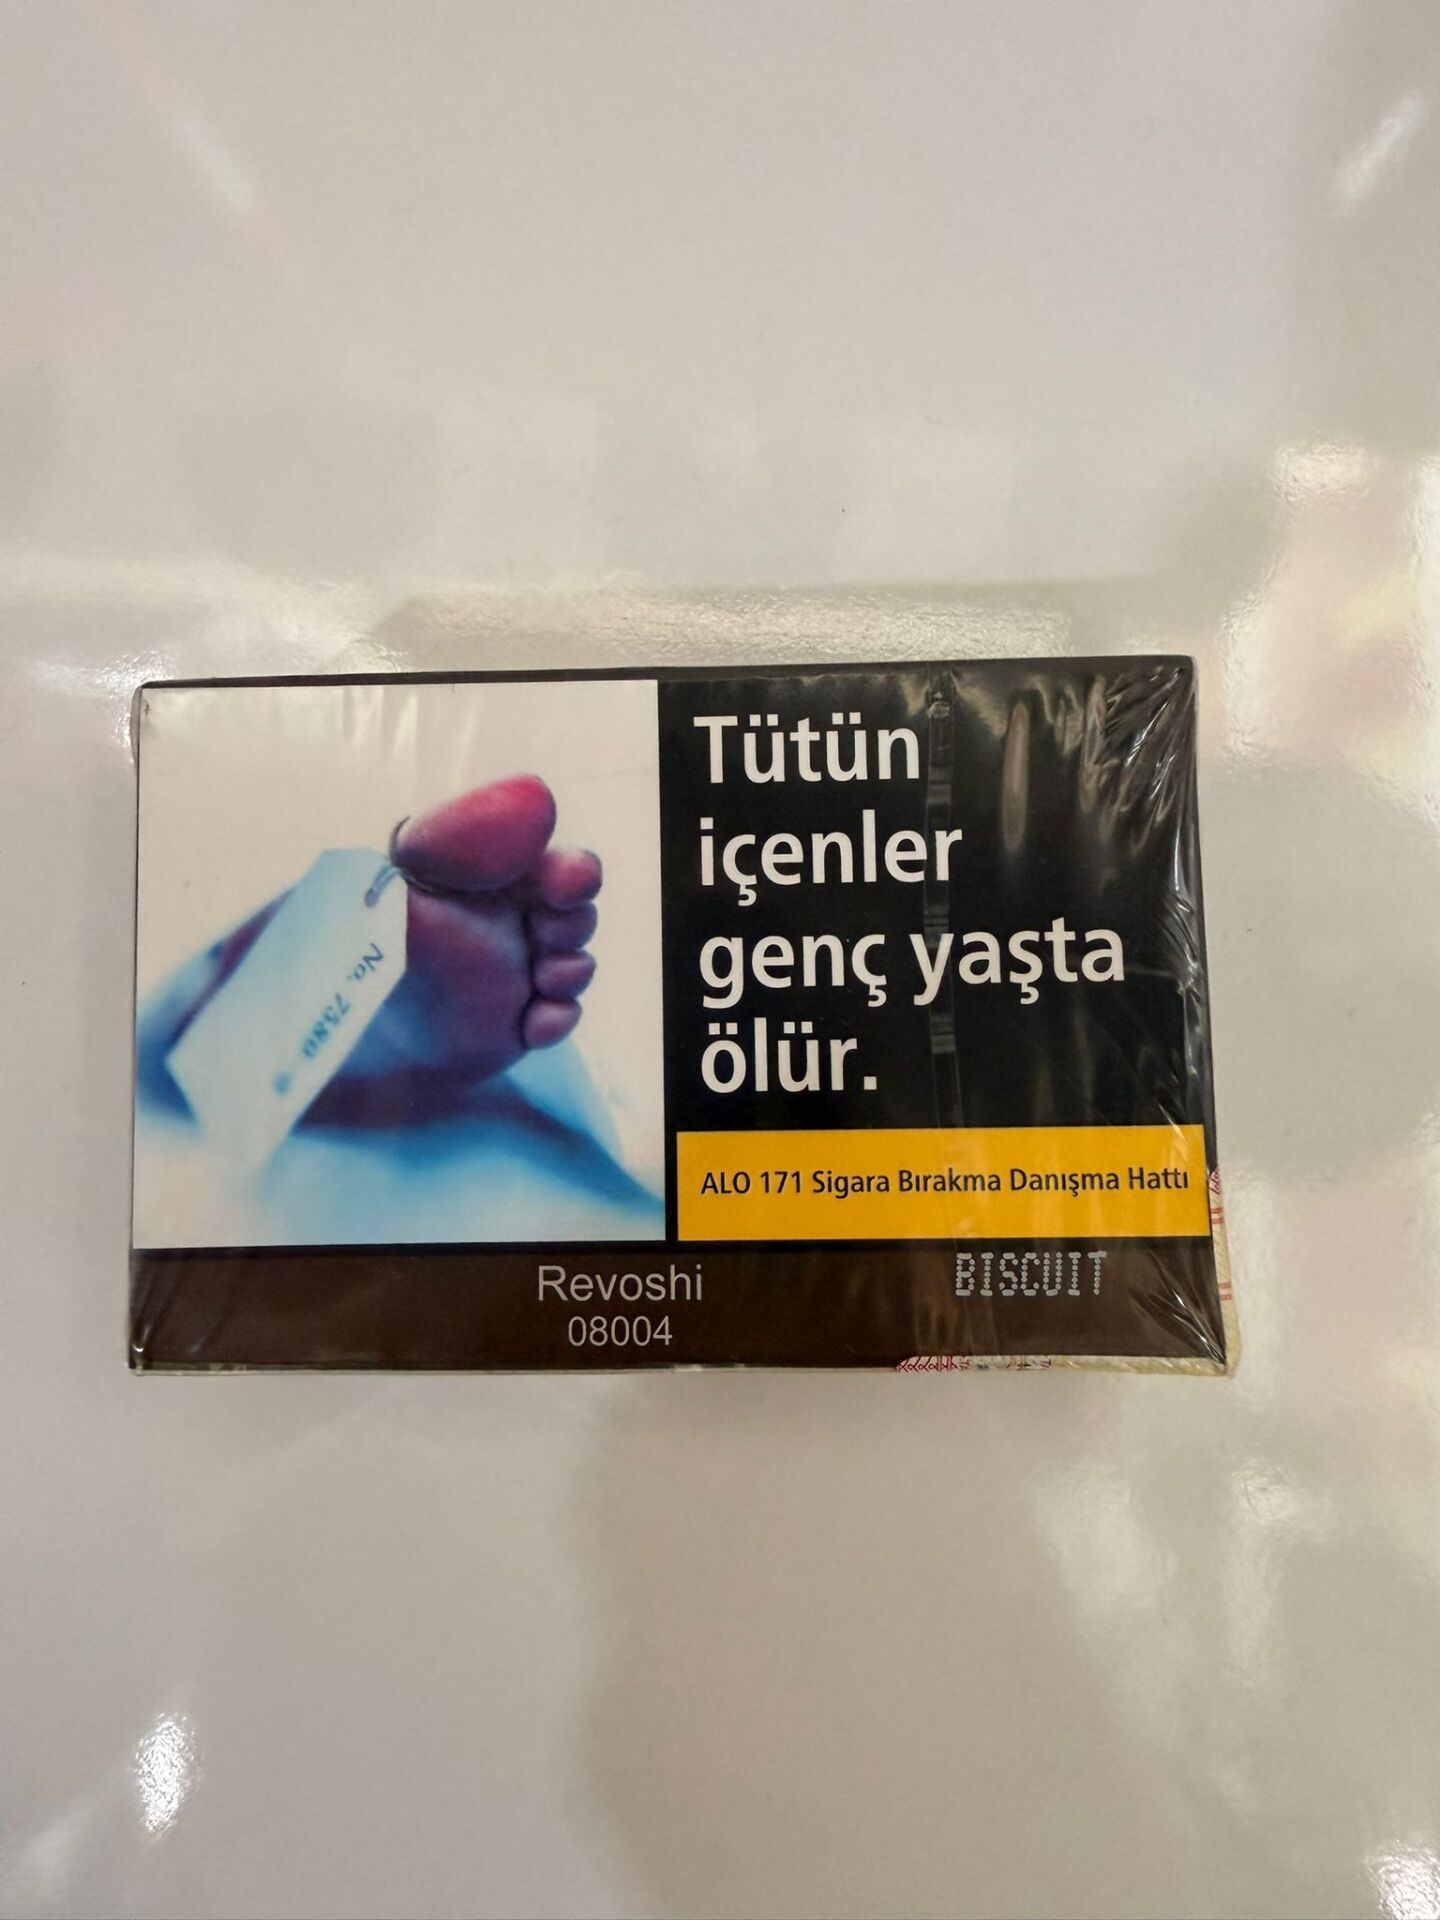 Tütün
içenler
genç yaşta
ölür.
No. 7380
ALO 171 Sigara Bırakma Danışma Hattı
Revoshi
08004
BISCUIT